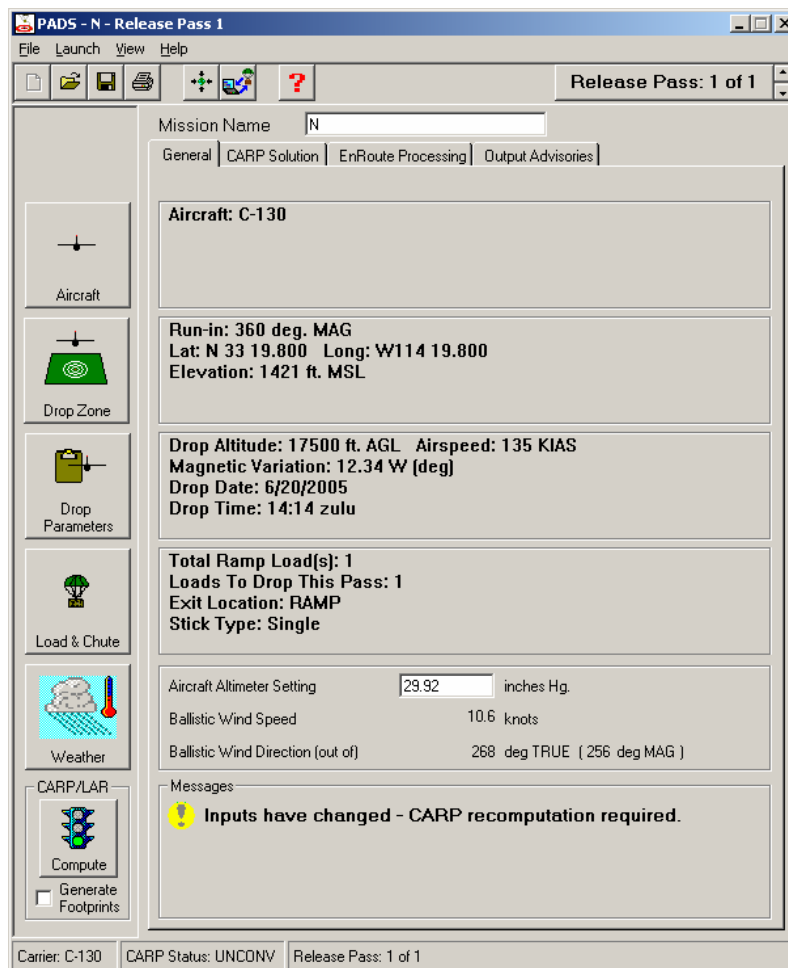 PADS - N - Release Pass 1
File Launch View Help
? Release Pass: 1 of 1
Mission Name N
General CARP Solution EnRoute Processing Output Advisories
Aircraft: C-130
Aircraft
Run-in: 360 deg. MAG
Lat: N 33 19.800 Long: W114 19.800
Elevation: 1421 ft. MSL
Drop Zone
Drop Altitude: 17500 ft. AGL Airspeed: 135 KIAS
Magnetic Variation: 12.34 W (deg)
Drop Date: 6/20/2005
Drop Time: 14:14 zulu
Drop
Parameters
Total Ramp Load(s): 1
Loads To Drop This Pass: 1
Exit Location: RAMP
Stick Type: Single
Load & Chute
Aircraft Altimeter Setting 29.92 inches Hg.
Ballistic Wind Speed 10.6 knots
Ballistic Wind Direction (out of) 268 deg TRUE ( 256 deg MAG )
Weather
CARP/LAR
Compute
Generate
Footprints
Messages
Inputs have changed - CARP recomputation required.
Carrier: C-130 CARP Status: UNCONV Release Pass: 1 of 1